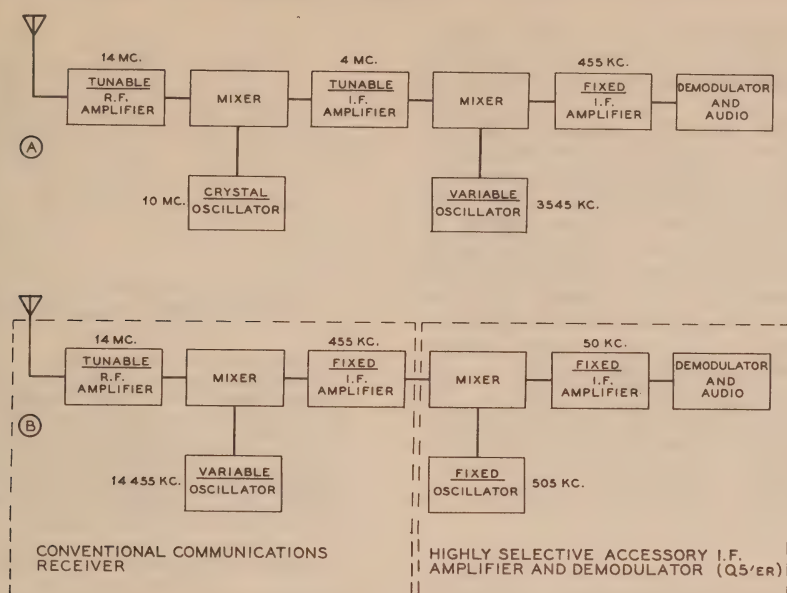 14 MC.
TUNABLE
R.F.
AMPLIFIER
MIXER
4 MC.
TUNABLE
I.F.
AMPLIFIER
MIXER
455 KC.
FIXED
I.F.
AMPLIFIER
DEMODULATOR
AND
AUDIO
A
10 MC.
CRYSTAL
OSCILLATOR
VARIABLE
OSCILLATOR
3545 KC.
14 MC.
TUNABLE
R.F.
AMPLIFIER
MIXER
455 KC.
FIXED
I.F.
AMPLIFIER
MIXER
50 KC.
FIXED
I.F.
AMPLIFIER
DEMODULATOR
AND
AUDIO
B
14 455 KC.
VARIABLE
OSCILLATOR
FIXED
OSCILLATOR
505 KC.
CONVENTIONAL COMMUNICATIONS
RECEIVER
HIGHLY SELECTIVE ACCESSORY I.F.
AMPLIFIER AND DEMODULATOR (Q5'ER)